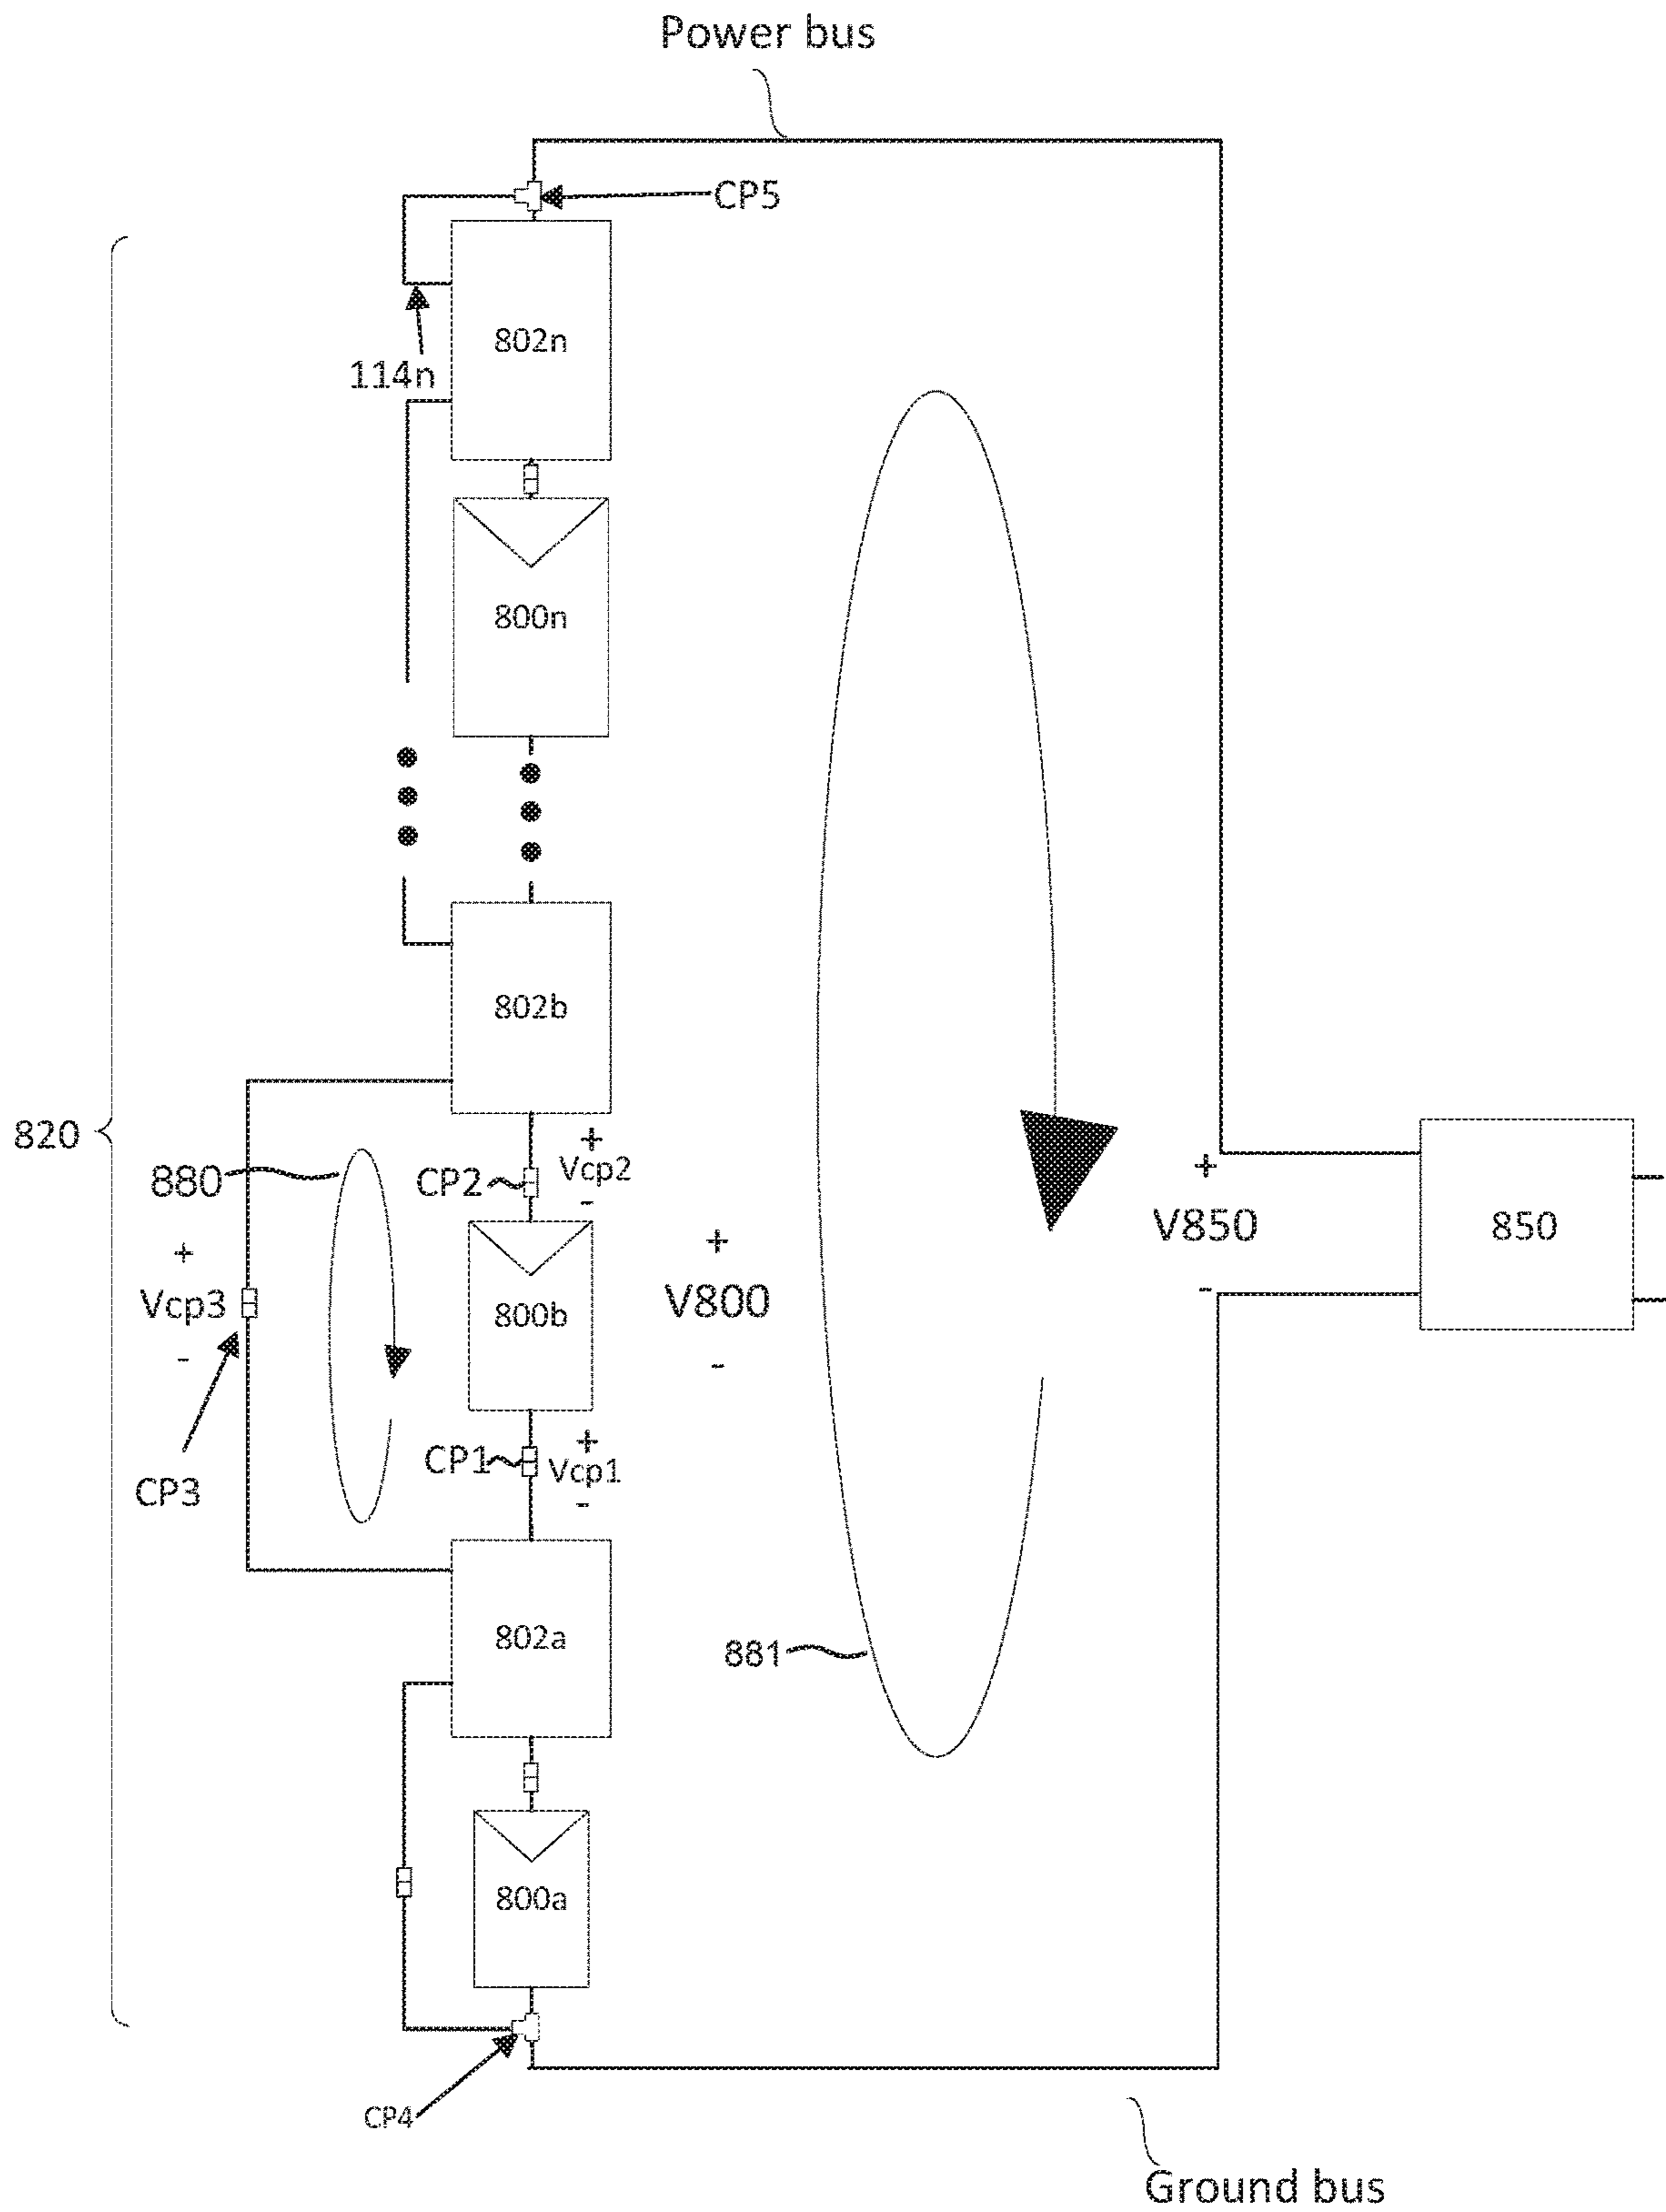 Power bus
CP5
802n
114n
800n
802b
820
+
Vcp2
-
CP2
880
+
V850
-
850
+
Vcp3
-
800b
+
V800
-
CP1
+
Vcp1
-
CP3
802a
881
800a
CP4
Ground bus